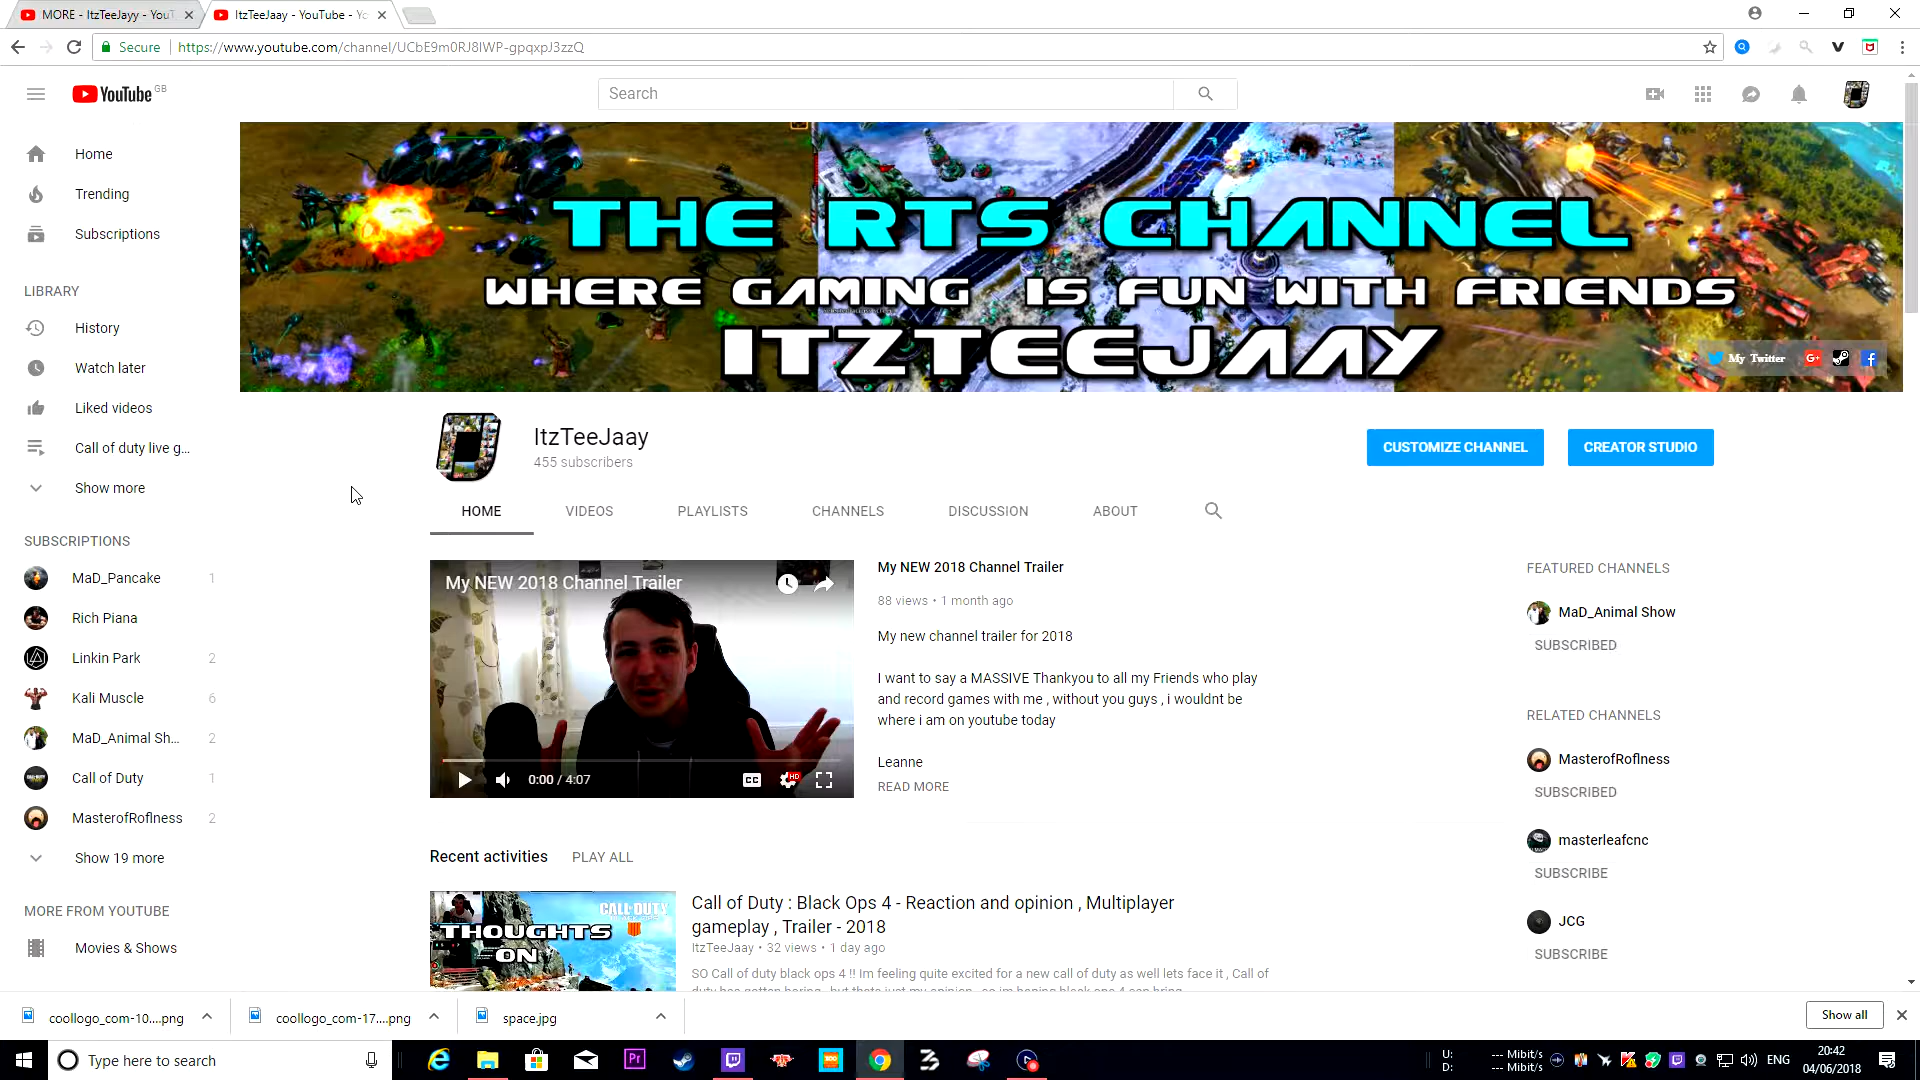 MORE - ItzTeeJayy - YouT
ItzTeeJaay - YouTube - Yo
Secure
https://www.youtube.com/channel/UCbE9m0RJ8lWP-gpqxpJ3zzQ
YouTube GB
Search
Home
Trending
Subscriptions
LIBRARY
History
Watch later
Liked videos
Call of duty live g...
Show more
SUBSCRIPTIONS
MaD_Pancake 1
Rich Piana
Linkin Park 2
Kali Muscle 6
MaD_Animal Sh... 2
Call of Duty 1
MasterofRoflness 2
Show 19 more
MORE FROM YOUTUBE
Movies & Shows
THE RTS CHANNEL
WHERE GAMING IS FUN WITH FRIENDS
ITZTEEJAAY
My Twitter
G+
ItzTeeJaay
455 subscribers
CUSTOMIZE CHANNEL
CREATOR STUDIO
HOME
VIDEOS
PLAYLISTS
CHANNELS
DISCUSSION
ABOUT
My NEW 2018 Channel Trailer
0:00 / 4:07
CC
HD
My NEW 2018 Channel Trailer
88 views • 1 month ago
My new channel trailer for 2018
I want to say a MASSIVE Thankyou to all my Friends who play
and record games with me , without you guys , i wouldnt be
where i am on youtube today
Leanne
READ MORE
FEATURED CHANNELS
MaD_Animal Show
SUBSCRIBED
RELATED CHANNELS
MasterofRoflness
SUBSCRIBED
masterleafcnc
SUBSCRIBE
JCG
SUBSCRIBE
Recent activities
PLAY ALL
CALL OF DUTY
THOUGHTS
ON
Call of Duty : Black Ops 4 - Reaction and opinion , Multiplayer
gameplay , Trailer - 2018
ItzTeeJaay • 32 views • 1 day ago
SO Call of duty black ops 4 !! Im feeling quite excited for a new call of duty as well lets face it , Call of
coollogo_com-10....png
coollogo_com-17....png
space.jpg
Show all
Type here to search
Pr
U: --- Mibit/s
D: --- Mibit/s
ENG
20:42
04/06/2018